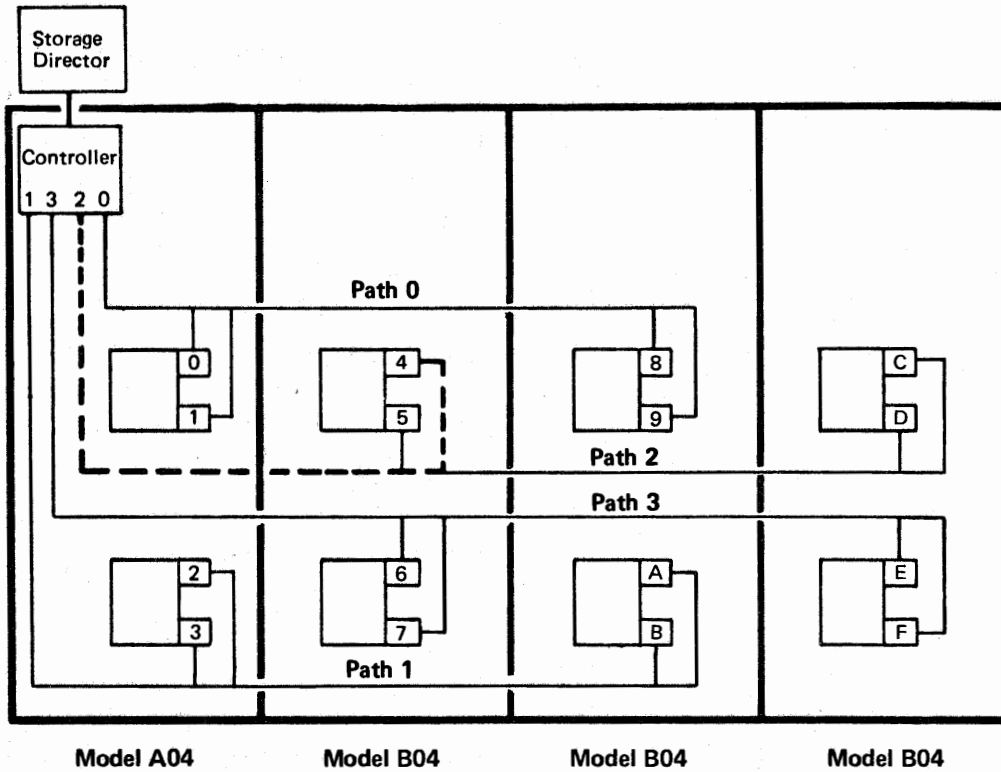 Storage
Director
Controller
1 3 2 0
Path 0
0
4
8
C
1
5
9
D
Path 2
Path 3
2
6
A
E
3
7
B
F
Path 1
Model A04
Model B04
Model B04
Model B04